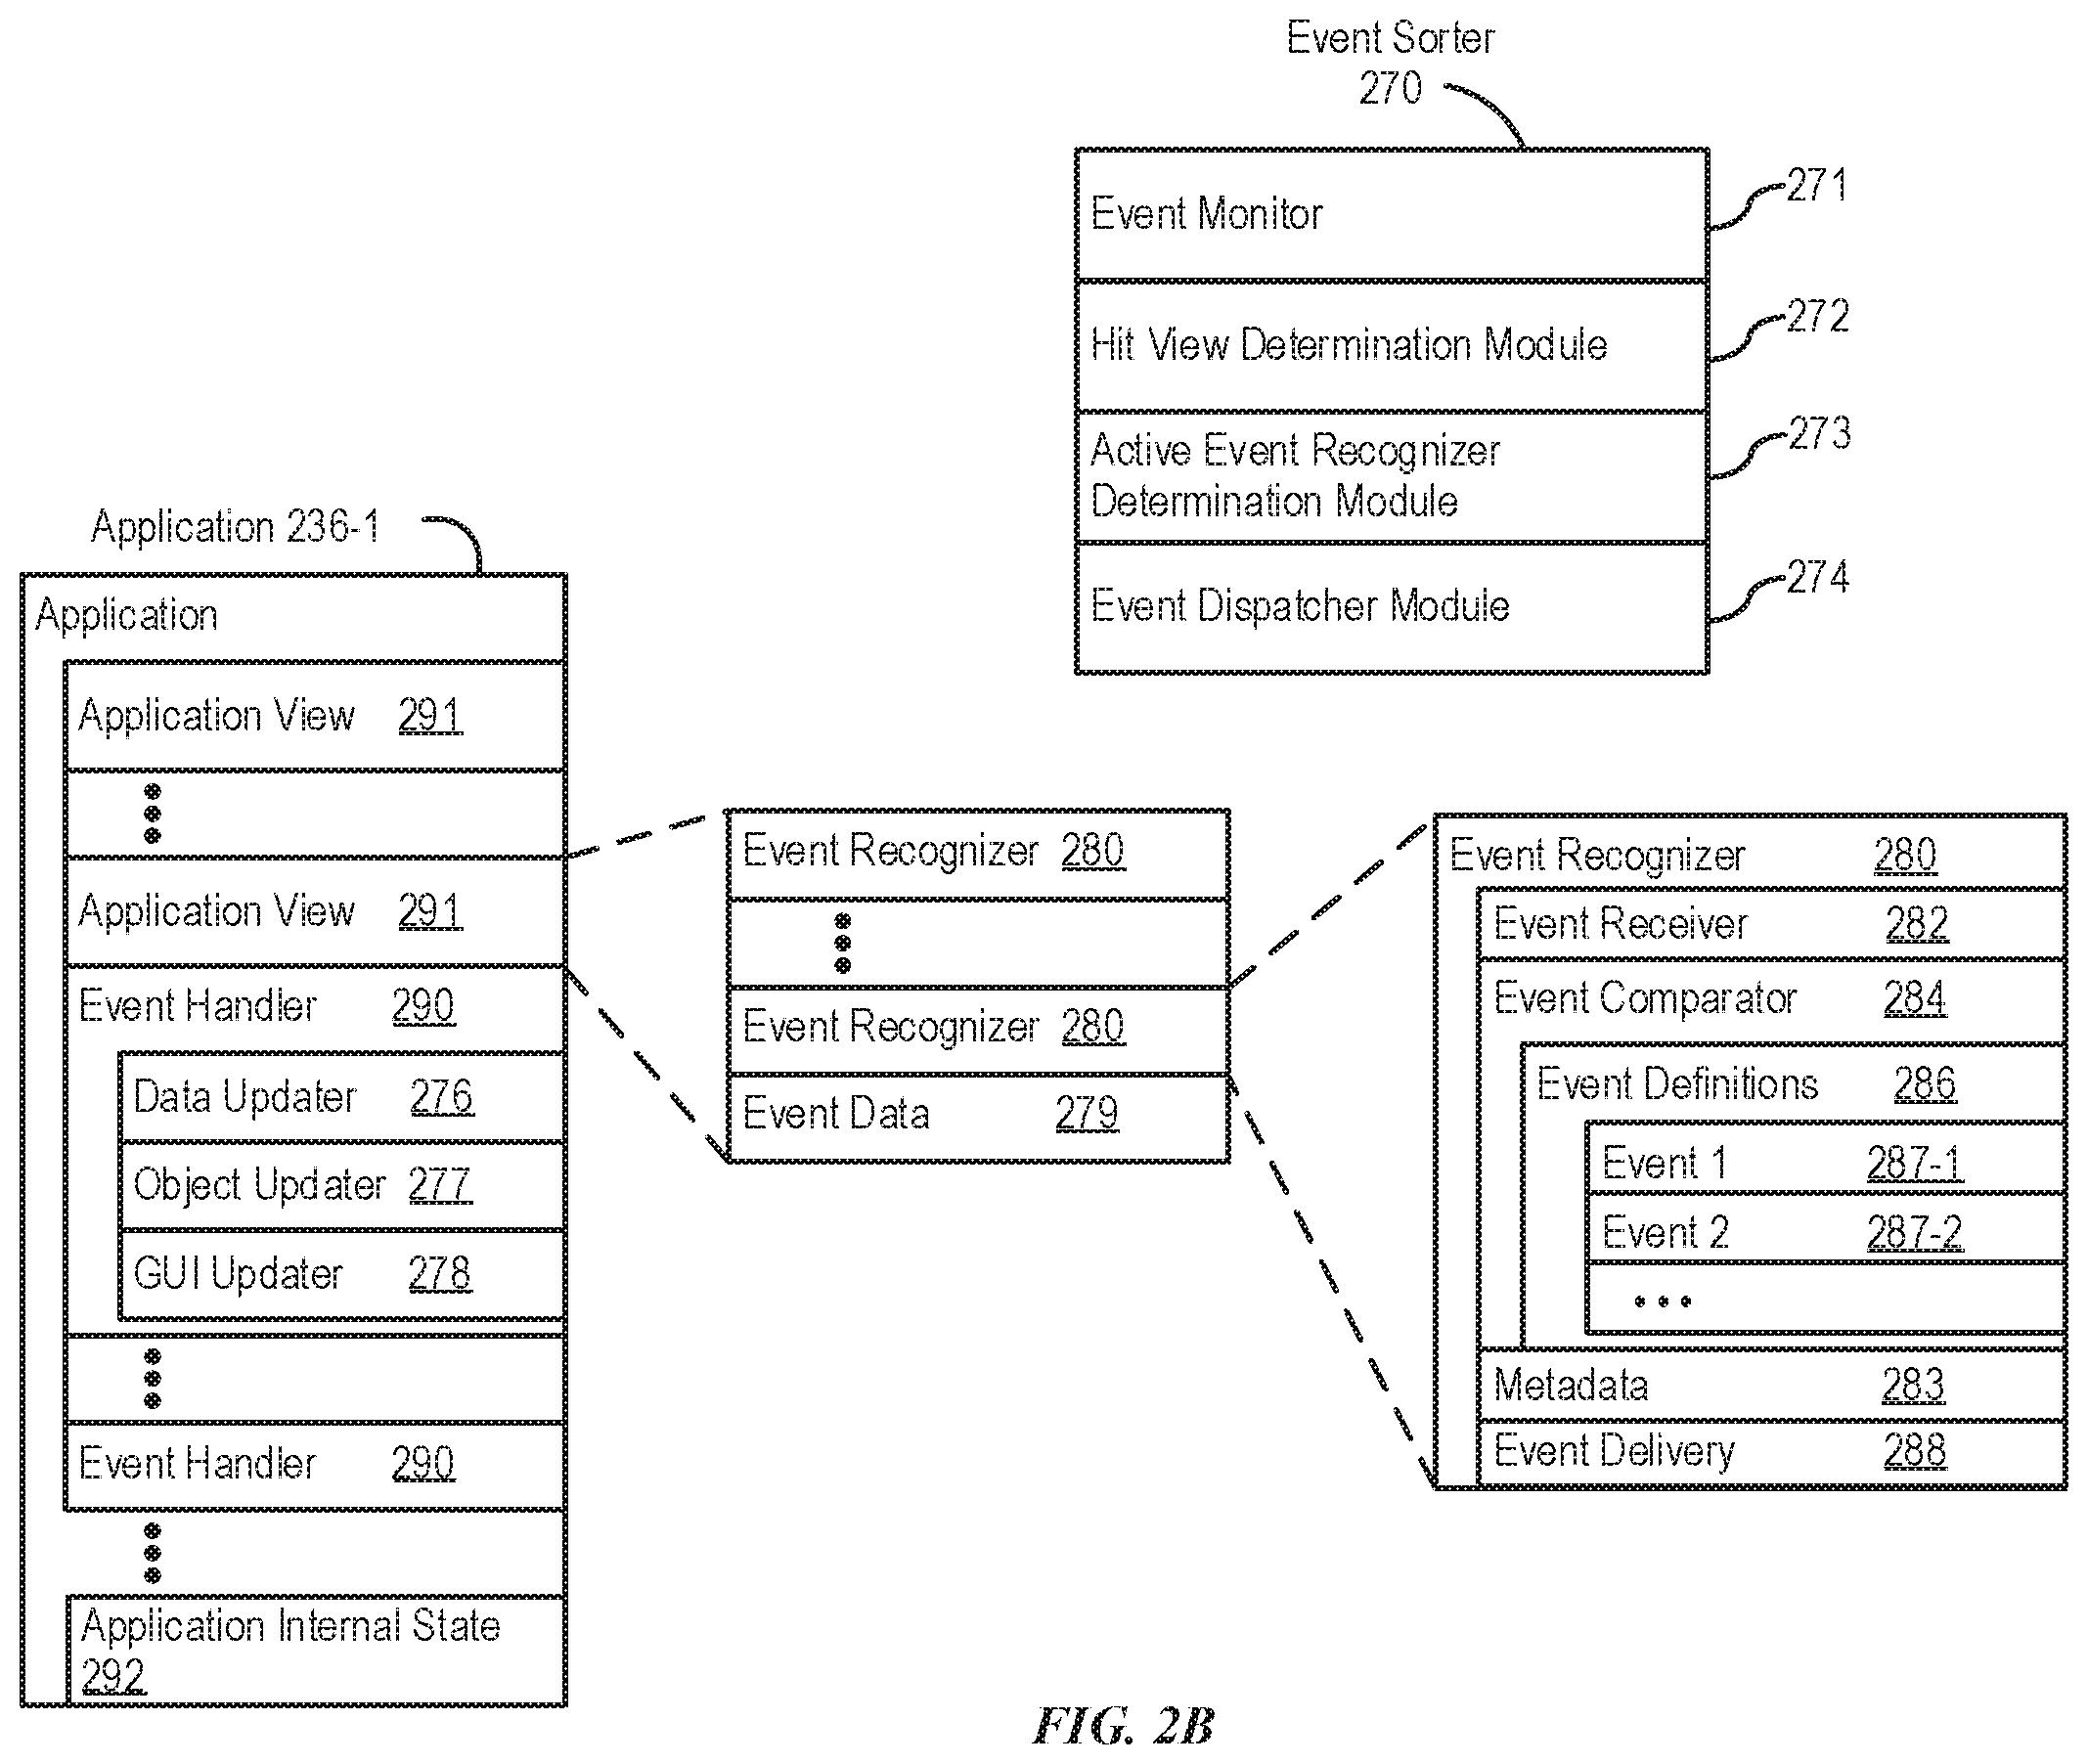 Event Sorter
270
Event Monitor
271
Hit View Determination Module
272
Active Event Recognizer
Determination Module
273
Event Dispatcher Module
274
Application 236-1
Application
Application View 291
Application View 291
Event Handler 290
Data Updater 276
Object Updater 277
GUI Updater 278
Event Handler 290
Application Internal State
292
Event Recognizer 280
Event Recognizer 280
Event Data 279
Event Recognizer 280
Event Receiver 282
Event Comparator 284
Event Definitions 286
Event 1 287-1
Event 2 287-2
Metadata 283
Event Delivery 288
FIG. 2B